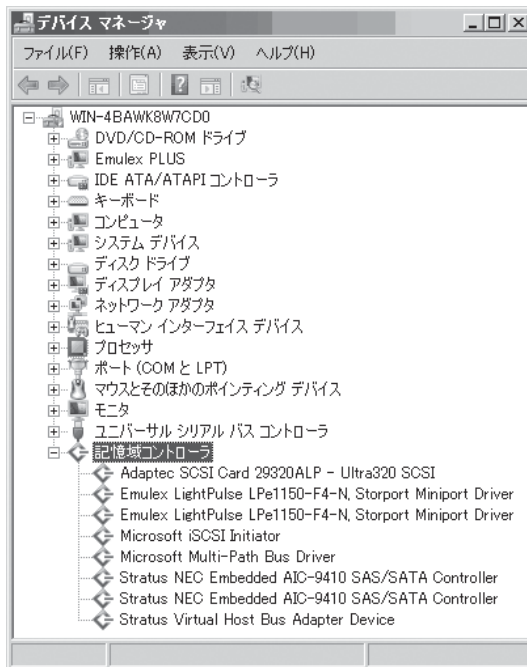 デバイス マネージャ
ファイル(F) 操作(A) 表示(V) ヘルプ(H)
WIN-4BAWK8W7CD0
DVD/CD-ROM ドライブ
Emulex PLUS
IDE ATA/ATAPI コントローラ
キーボード
コンピュータ
システム デバイス
ディスク ドライブ
ディスプレイ アダプタ
ネットワーク アダプタ
ヒューマン インターフェイス デバイス
プロセッサ
ポート (COM と LPT)
マウスとそのほかのポインティング デバイス
モニタ
ユニバーサル シリアル バス コントローラ
記憶域コントローラ
Adaptec SCSI Card 29320ALP - Ultra320 SCSI
Emulex LightPulse LPe1150-F4-N, Storport Miniport Driver
Emulex LightPulse LPe1150-F4-N, Storport Miniport Driver
Microsoft iSCSI Initiator
Microsoft Multi-Path Bus Driver
Stratus NEC Embedded AIC-9410 SAS/SATA Controller
Stratus NEC Embedded AIC-9410 SAS/SATA Controller
Stratus Virtual Host Bus Adapter Device